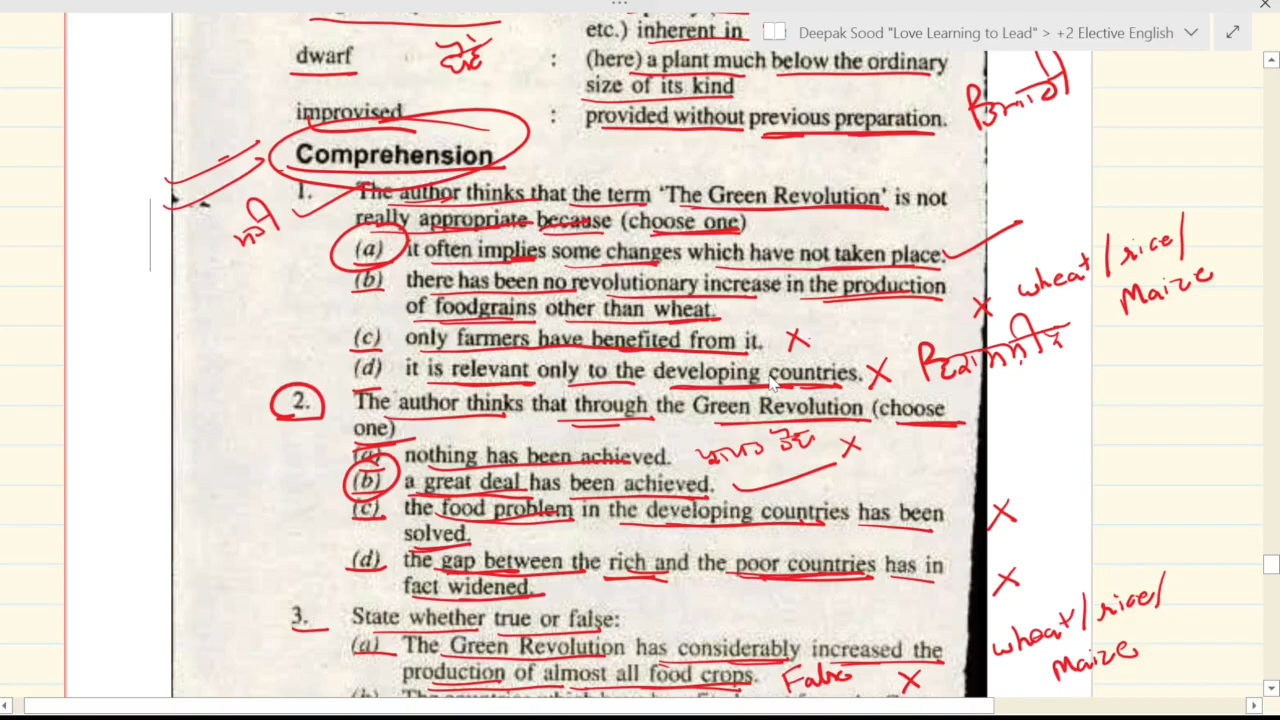 etc.) inherent in
Deepak Sood "Love Learning to Lead" > +2 Elective English
dwarf : (here) a plant much below the ordinary
size of its kind
improvised : provided without previous preparation.
Comprehension
1. The author thinks that the term 'The Green Revolution' is not
really appropriate because (choose one)
(a) it often implies some changes which have not taken place.
(b) there has been no revolutionary increase in the production
of foodgrains other than wheat.
wheat/rice/
Maize
(c) only farmers have benefited from it.
(d) it is relevant only to the developing countries.
2. The author thinks that through the Green Revolution (choose
one)
(a) nothing has been achieved.
(b) a great deal has been achieved.
(c) the food problem in the developing countries has been
solved.
(d) the gap between the rich and the poor countries has in
fact widened.
3. State whether true or false:
(a) The Green Revolution has considerably increased the
production of almost all food crops. False
wheat/rice/
Maize